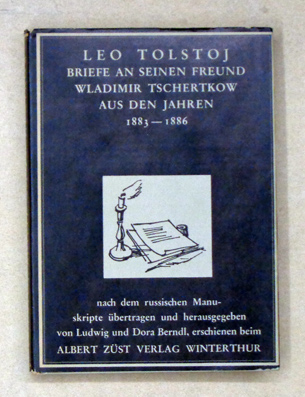 LEO TOLSTOJ
BRIEFE AN SEINEN FREUND
WLADIMIR TSCHERTKOW
AUS DEN JAHREN
1883—1886
nach dem russischen Manu-
skripte übertragen und herausgegeben
von Ludwig und Dora Berndl, erschienen beim
ALBERT ZÜST VERLAG WINTERTHUR